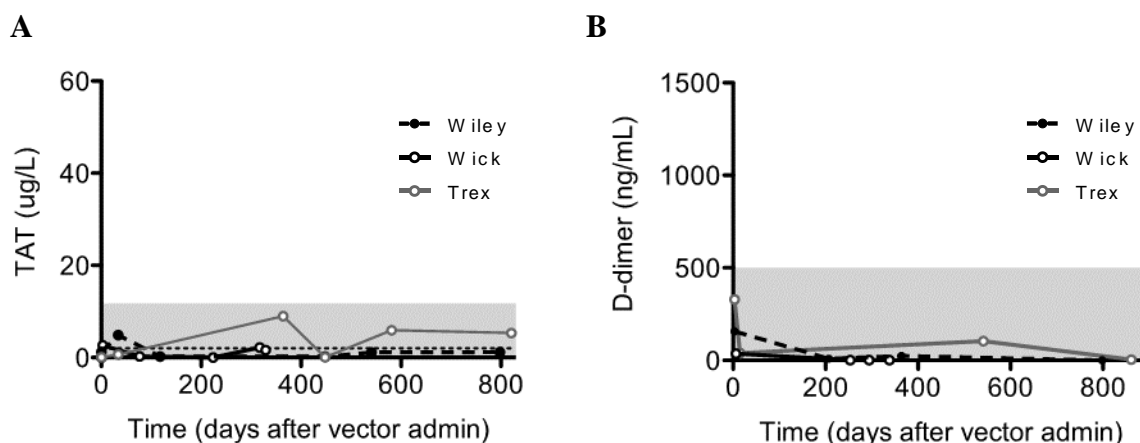 A
TAT (ug/L)
60
40
20
0
Wiley
Wick
Trex
0 200 400 600 800
Time (days after vector admin)
B
D-dimer (ng/mL)
1500
1000
500
0
Wiley
Wick
Trex
0 200 400 600 800
Time (days after vector admin)